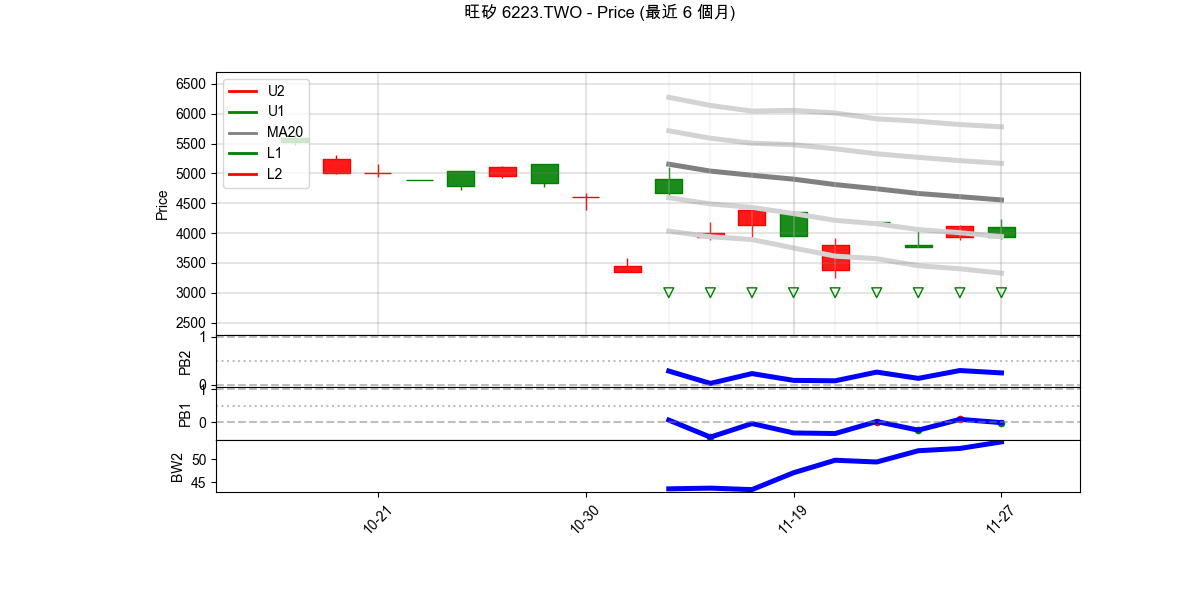 旺矽 6223.TWO - Price (最近 6 個月)
U2
U1
MA20
L1
L2
Price
6500
6000
5500
5000
4500
4000
3500
3000
2500
PB2
1
0
PB1
1
0
BW2
50
45
10-21
10-30
11-19
11-27